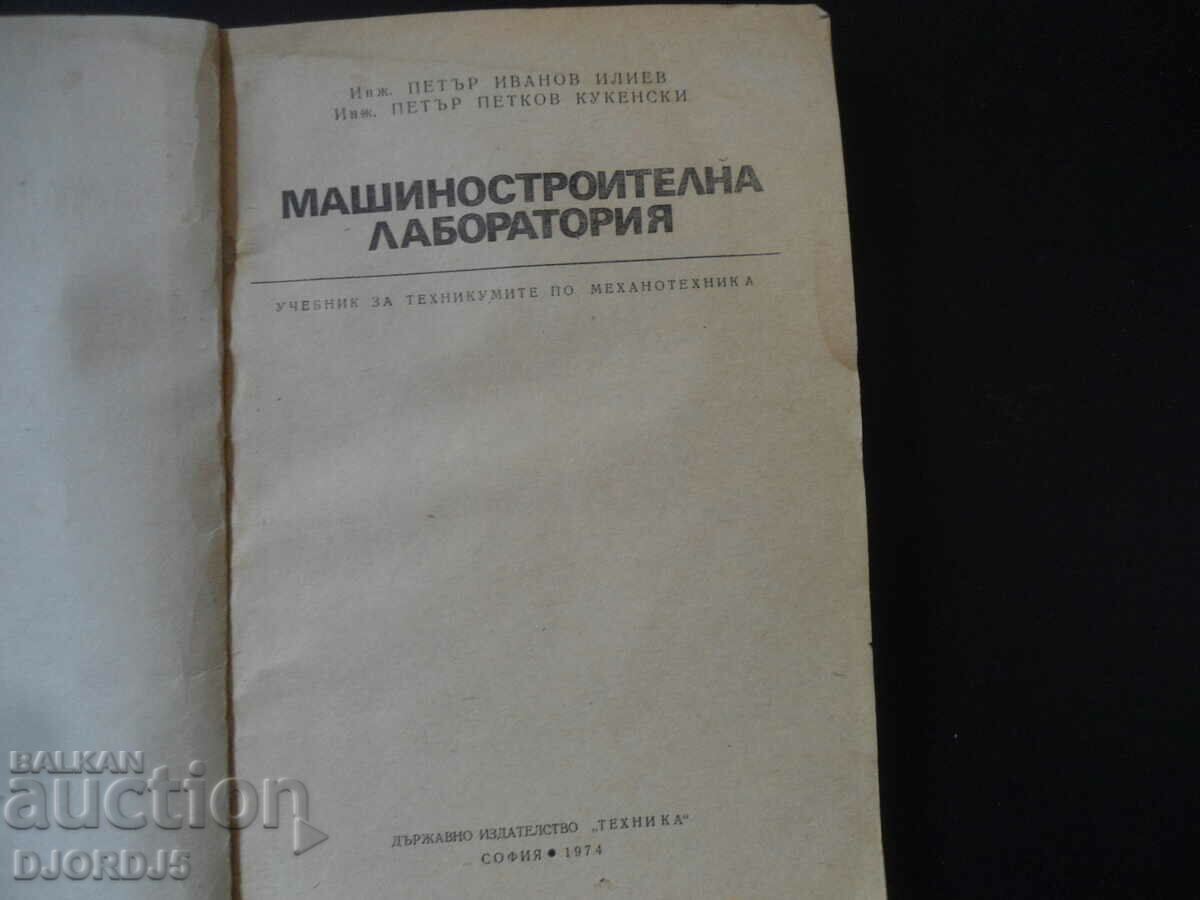 Инж. ПЕТЪР ИВАНОВ ИЛИЕВ
Инж. ПЕТЪР ПЕТКОВ КУКЕНСКИ
МАШИНОСТРОИТЕЛНА
ЛАБОРАТОРИЯ
УЧЕБНИК ЗА ТЕХНИКУМИТЕ ПО МЕХАНОТЕХНИКА
ДЪРЖАВНО ИЗДАТЕЛСТВО „ТЕХНИКА“
СОФИЯ • 1974
BALKAN
auction
DJORDJ5